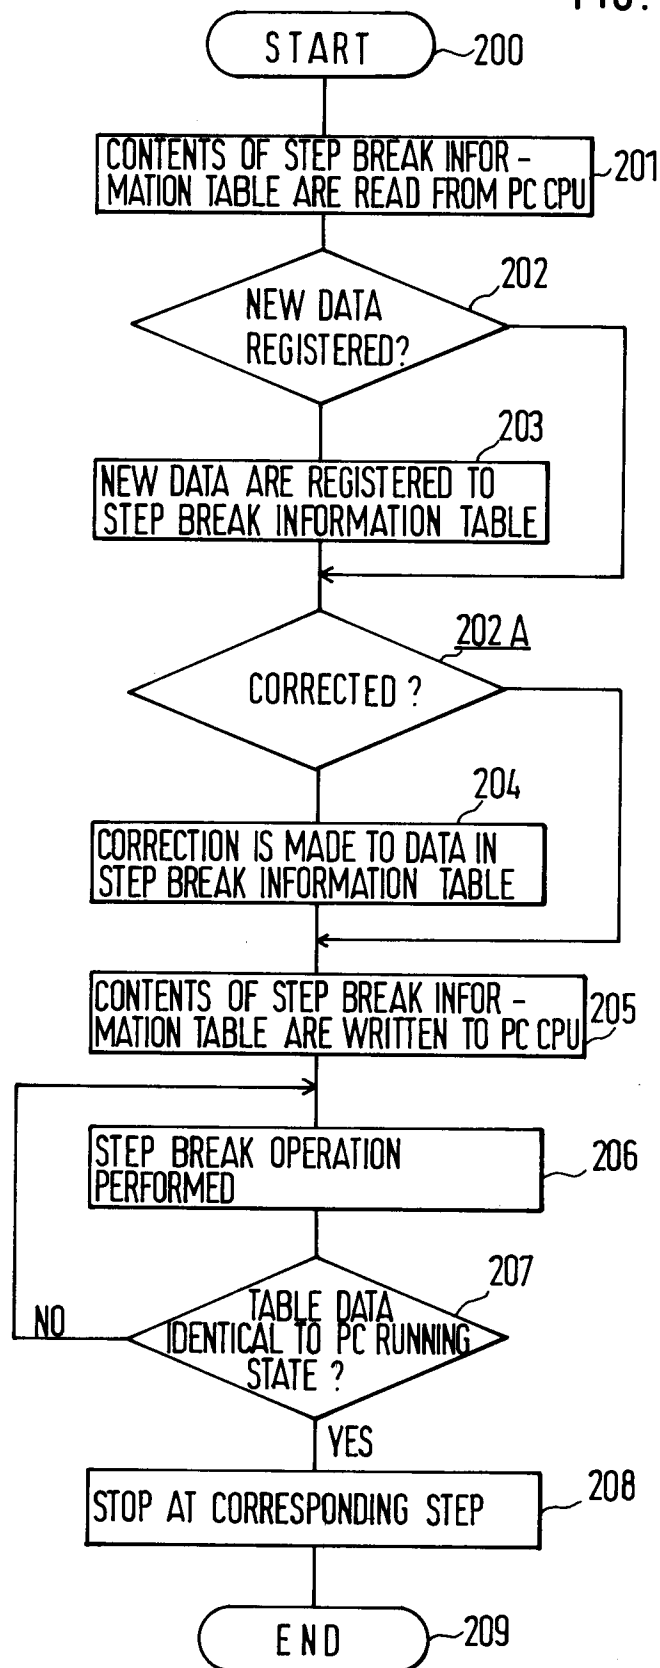 FIG.
START
200
CONTENTS OF STEP BREAK INFOR -
MATION TABLE ARE READ FROM PC CPU
201
202
NEW DATA
REGISTERED?
203
NEW DATA ARE REGISTERED TO
STEP BREAK INFORMATION TABLE
202 A
CORRECTED ?
204
CORRECTION IS MADE TO DATA IN
STEP BREAK INFORMATION TABLE
CONTENTS OF STEP BREAK INFOR -
MATION TABLE ARE WRITTEN TO PC CPU
205
STEP BREAK OPERATION
PERFORMED
206
207
TABLE DATA
IDENTICAL TO PC RUNNING
STATE ?
NO
YES
STOP AT CORRESPONDING STEP
208
END
209